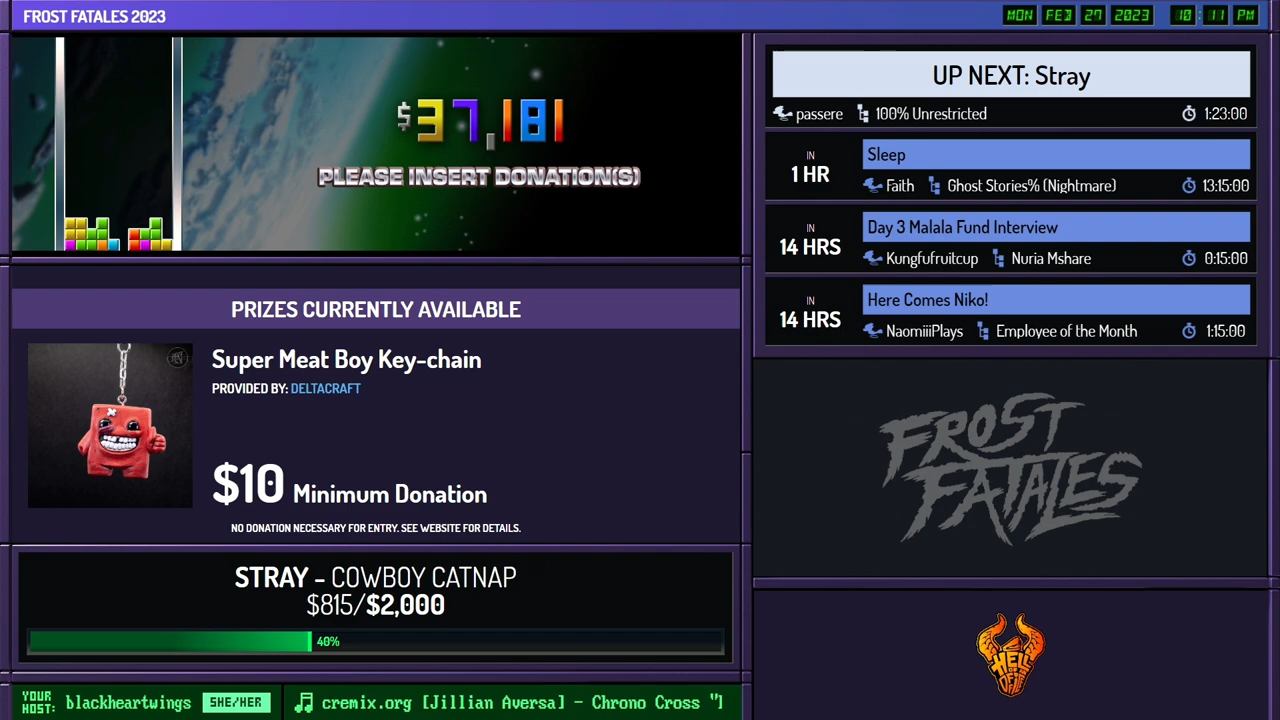 FROST FATALES 2023
MON FEB 27 2023 10:11 PM
$37,181
PLEASE INSERT DONATION(S)
UP NEXT: Stray
passere 100% Unrestricted 1:23:00
IN
1 HR
Sleep
Faith Ghost Stories% (Nightmare) 13:15:00
IN
14 HRS
Day 3 Malala Fund Interview
Kungfufruitcup Nuria Mshare 0:15:00
IN
14 HRS
Here Comes Niko!
NaomiiiPlays Employee of the Month 1:15:00
PRIZES CURRENTLY AVAILABLE
Super Meat Boy Key-chain
PROVIDED BY: DELTACRAFT
$10 Minimum Donation
NO DONATION NECESSARY FOR ENTRY. SEE WEBSITE FOR DETAILS.
FROST
FATALES
STRAY - COWBOY CATNAP
$815/$2,000
40%
HELL
OF
YOUR
HOST: blackheartwings SHE/HER
cremix.org [Jillian Aversa] - Chrono Cross "]